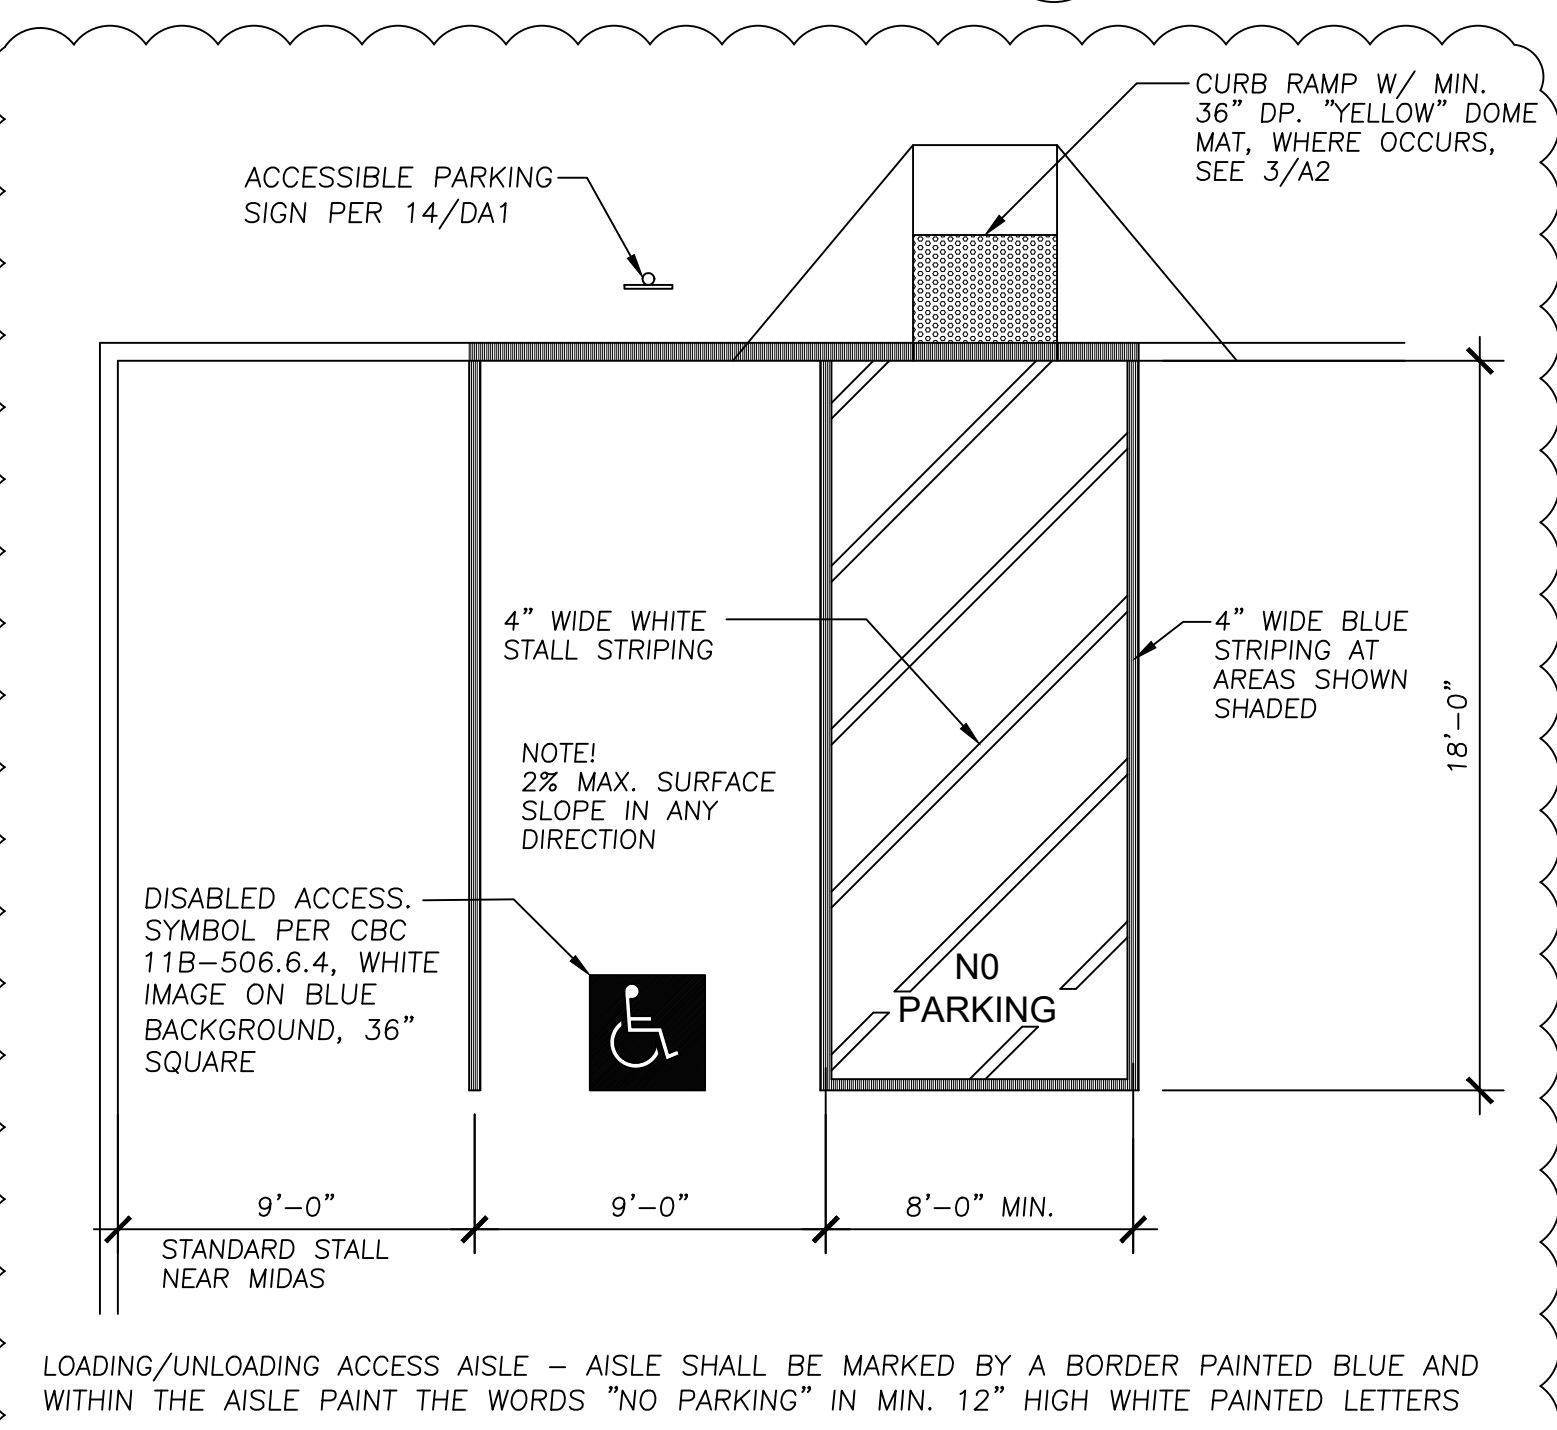 CURB RAMP W/ MIN.
36" DP. "YELLOW" DOME
MAT, WHERE OCCURS,
SEE 3/A2
ACCESSIBLE PARKING
SIGN PER 14/DA1
4" WIDE WHITE
STALL STRIPING
4" WIDE BLUE
STRIPING AT
AREAS SHOWN
SHADED
18'-0"
NOTE!
2% MAX. SURFACE
SLOPE IN ANY
DIRECTION
DISABLED ACCESS.
SYMBOL PER CBC
11B-506.6.4, WHITE
IMAGE ON BLUE
BACKGROUND, 36"
SQUARE
N0
PARKING
9'-0"
9'-0"
8'-0" MIN.
STANDARD STALL
NEAR MIDAS
LOADING/UNLOADING ACCESS AISLE - AISLE SHALL BE MARKED BY A BORDER PAINTED BLUE AND
WITHIN THE AISLE PAINT THE WORDS "NO PARKING" IN MIN. 12" HIGH WHITE PAINTED LETTERS